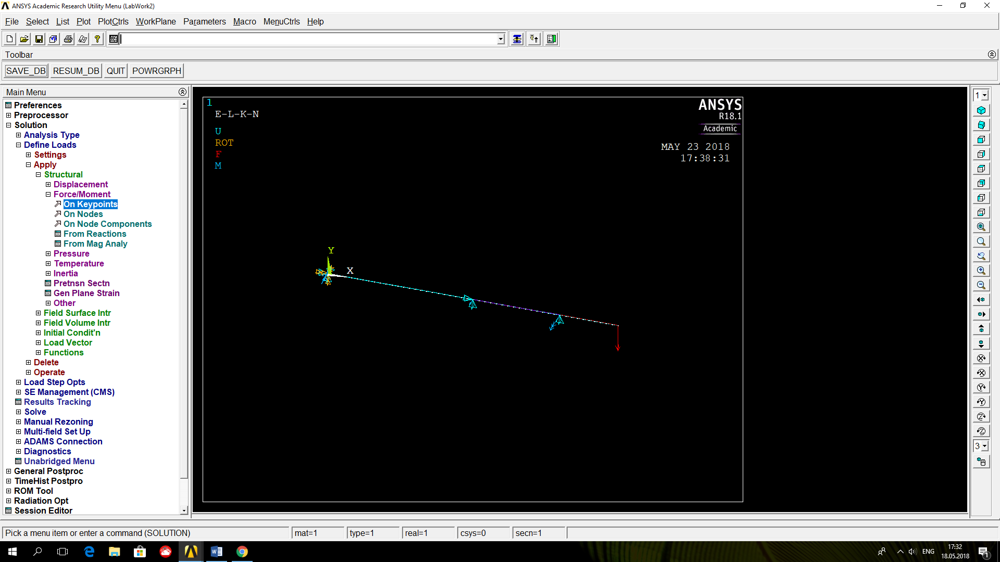 ANSYS Academic Research Utility Menu (LabWork2)
File Select List Plot PlotCtrls WorkPlane Parameters Macro MenuCtrls Help
Toolbar
SAVE_DB RESUM_DB QUIT POWRGRPH
Main Menu
Preferences
Preprocessor
Solution
Analysis Type
Define Loads
Settings
Apply
Structural
Displacement
Force/Moment
On Keypoints
On Nodes
On Node Components
From Reactions
From Mag Analy
Pressure
Temperature
Inertia
Pretnsn Sectn
Gen Plane Strain
Other
Field Surface Intr
Field Volume Intr
Initial Condit'n
Load Vector
Functions
Delete
Operate
Load Step Opts
SE Management (CMS)
Results Tracking
Solve
Manual Rezoning
Multi-field Set Up
ADAMS Connection
Diagnostics
Unabridged Menu
General Postproc
TimeHist Postpro
ROM Tool
Radiation Opt
Session Editor
1
E-L-K-N
U
ROT
F
M
ANSYS
R18.1
Academic
MAY 23 2018
17:38:31
Y
X
1
3
Pick a menu item or enter a command (SOLUTION) mat=1 type=1 real=1 csys=0 secn=1
ENG
17:32
18.05.2018
1